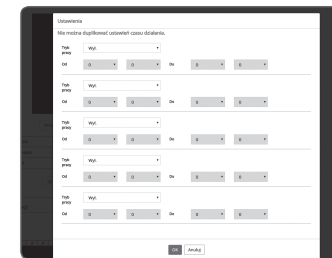 Ustawienia
Nie można duplikować ustawień czasu działania.
Tryb pracy
Wył.
Od 0 0 Do 0 0
Tryb pracy
Wył.
Od 0 0 Do 0 0
Tryb pracy
Wył.
Od 0 0 Do 0 0
Tryb pracy
Wył.
Od 0 0 Do 0 0
Tryb pracy
Wył.
Od 0 0 Do 0 0
OK Anuluj